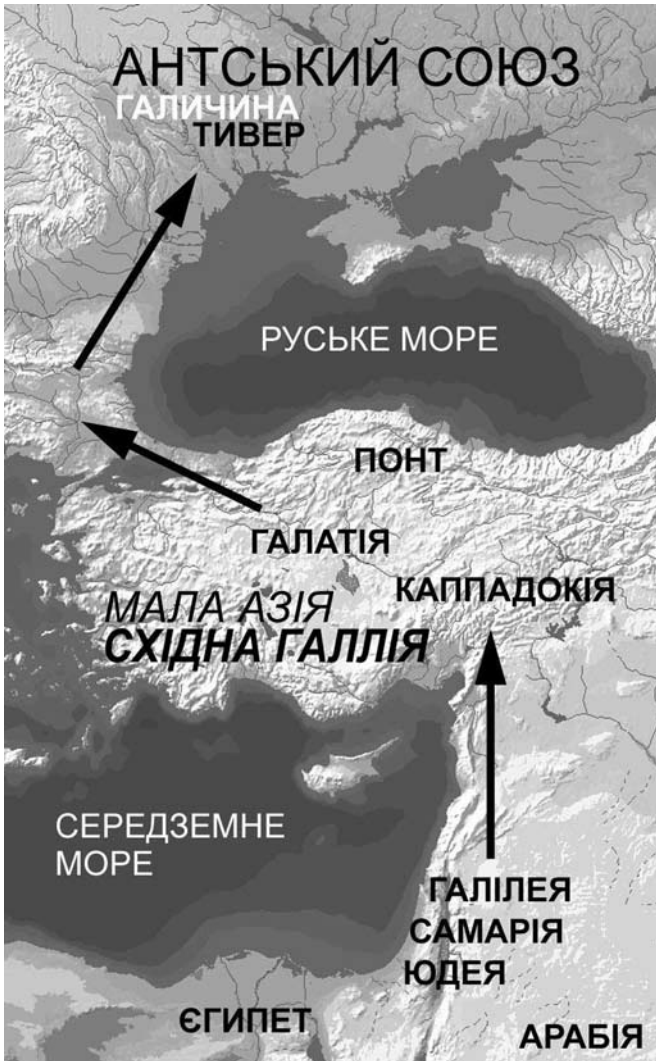 АНТСЬКИЙ СОЮЗ
ГАЛИЧИНА
ТИВЕР
РУСЬКЕ МОРЕ
ПОНТ
ГАЛАТІЯ
КАППАДОКІЯ
МАЛА АЗІЯ
СХІДНА ГАЛЛІЯ
СЕРЕДЗЕМНЕ
МОРЕ
ГАЛІЛЕЯ
САМАРІЯ
ЮДЕЯ
ЄГИПЕТ
АРАБІЯ